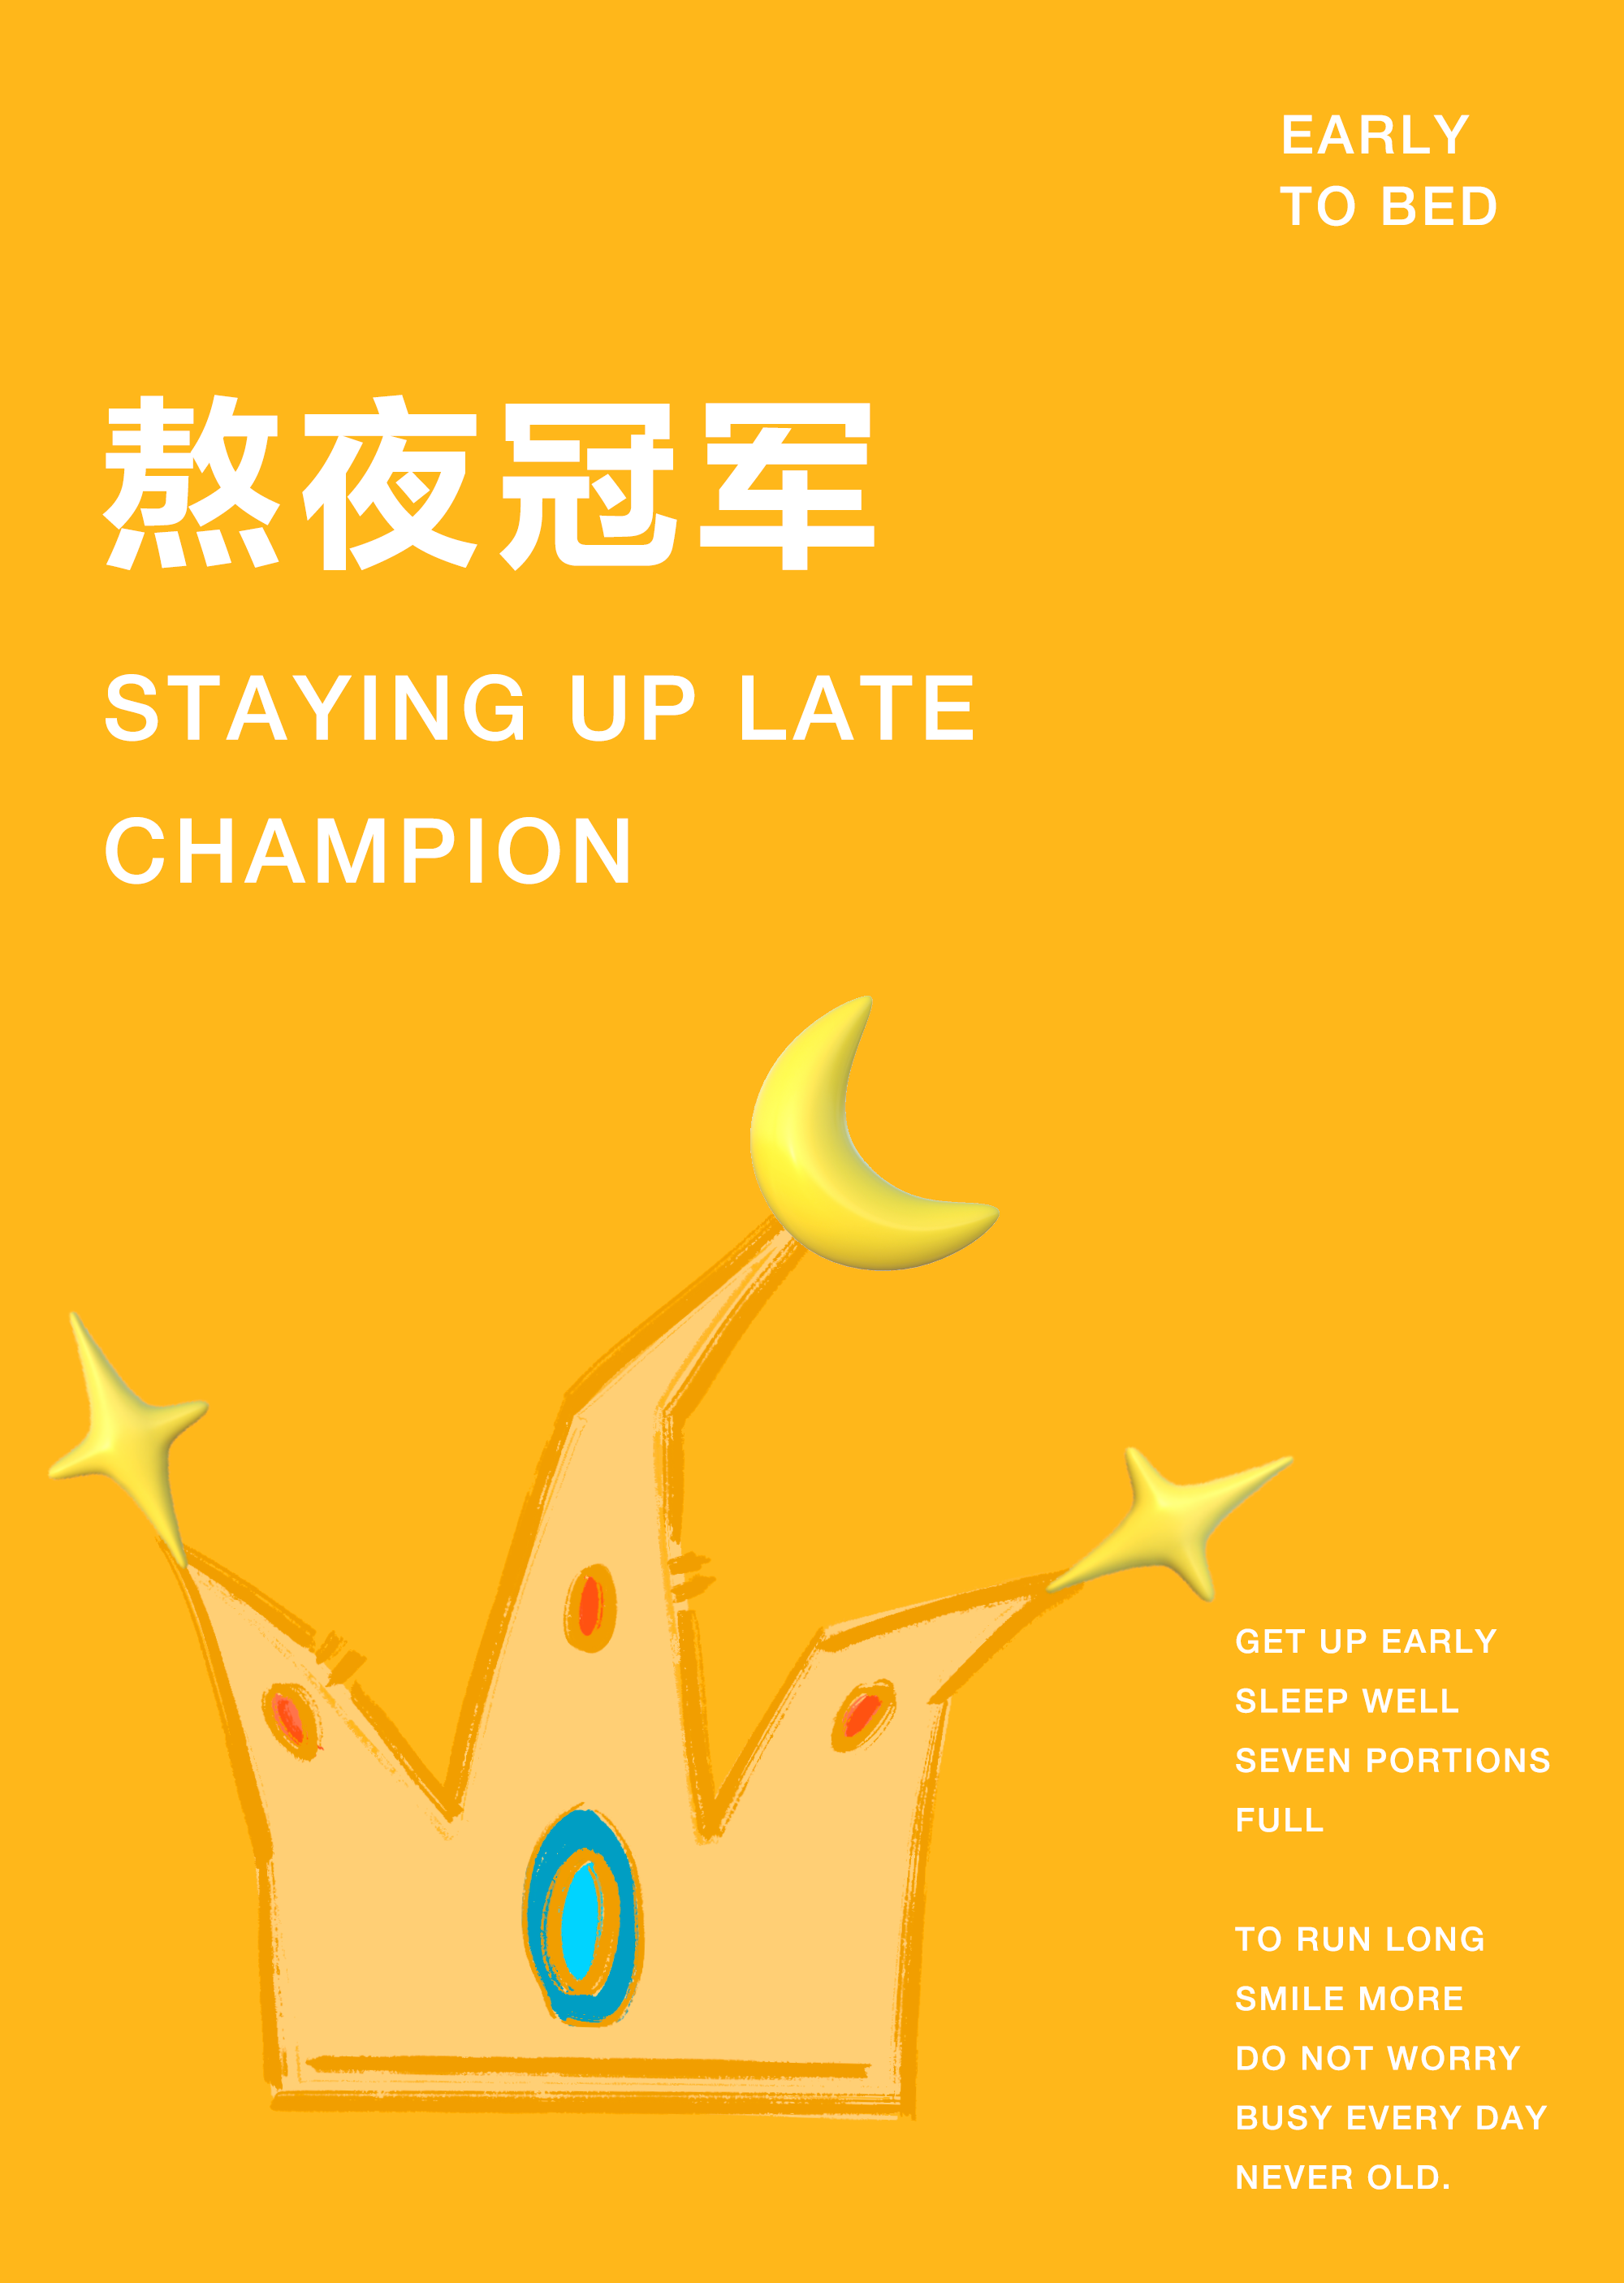 EARLY
TO BED
熬夜冠军
STAYING UP LATE
CHAMPION
GET UP EARLY
SLEEP WELL
SEVEN PORTIONS
FULL
TO RUN LONG
SMILE MORE
DO NOT WORRY
BUSY EVERY DAY
NEVER OLD.